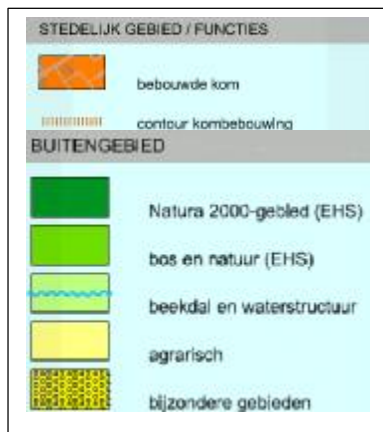 STEDELIJK GEBIED / FUNCTIES
bebouwde kom
contour kombebouwing
BUITENGEBIED
Natura 2000-gebied (EHS)
bos en natuur (EHS)
beekdal en waterstructuur
agrarisch
bijzondere gebieden